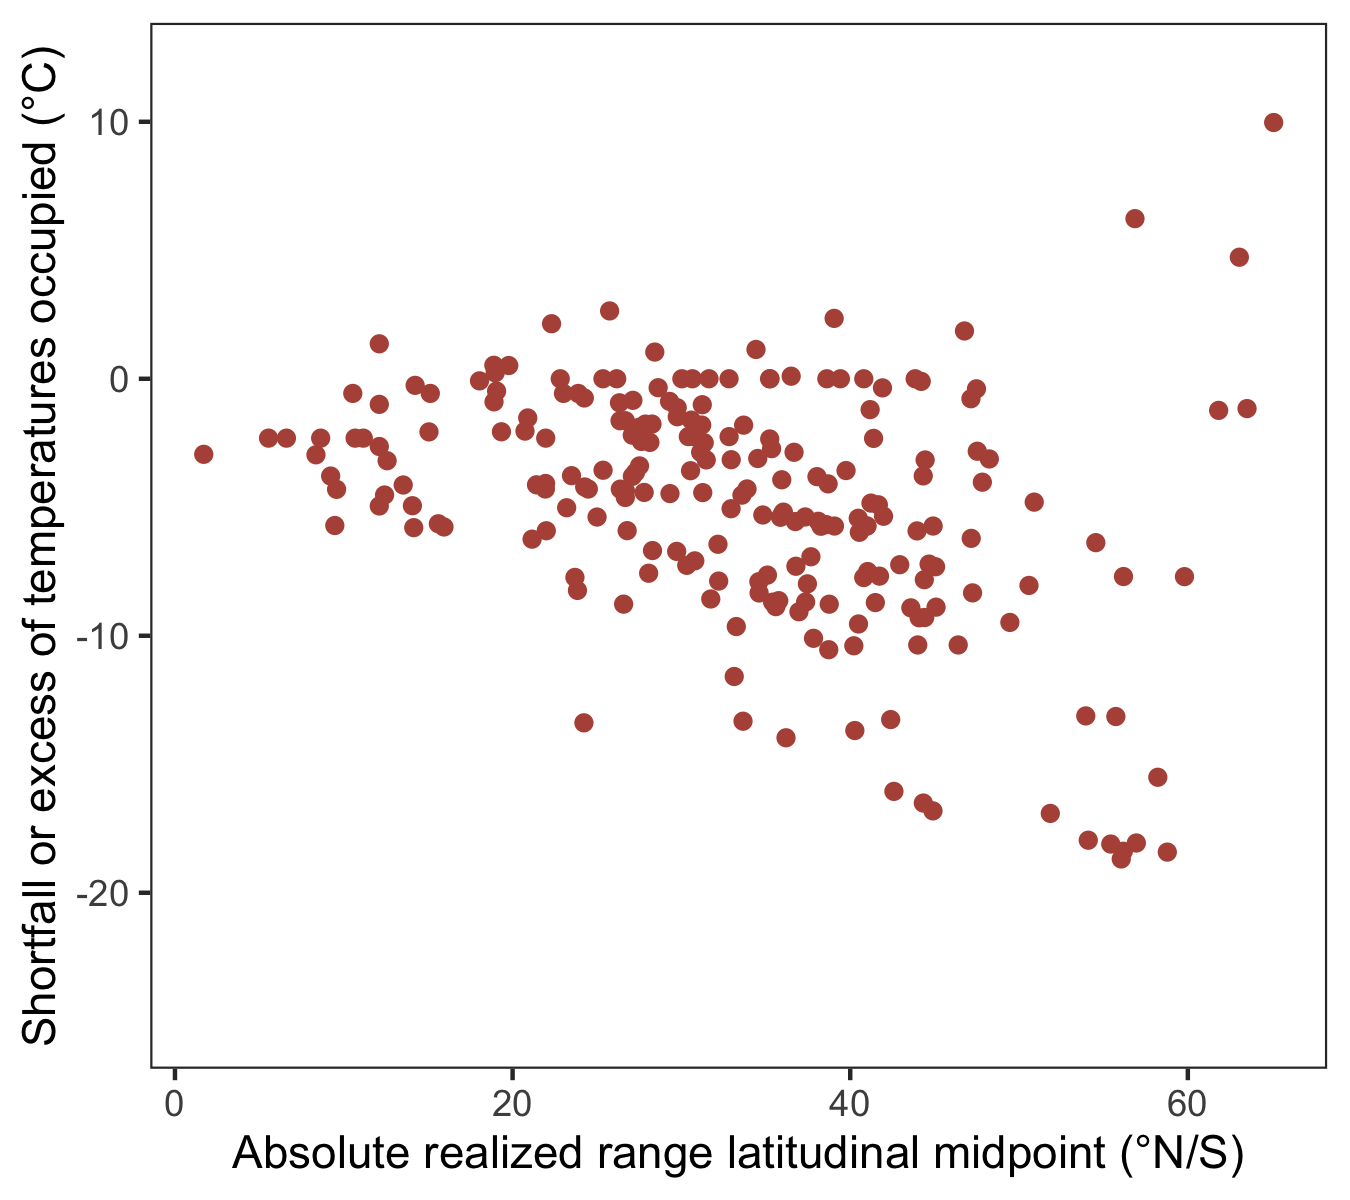 Shortfall or excess of temperatures occupied (°C)
10
0
-10
-20
0 20 40 60
Absolute realized range latitudinal midpoint (°N/S)